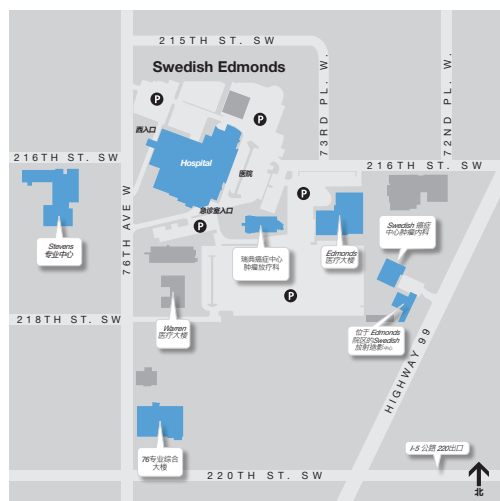 215TH ST. SW
Swedish Edmonds
P
P
73RD PL. W.
72ND PL. W.
西入口
216TH ST. SW
Hospital
医院
216TH ST. SW
急诊室入口
P
P
76TH AVE W
Stevens
专业中心
瑞典癌症中心
肿瘤放疗科
Edmonds
医疗大楼
Swedish 癌症
中心肿瘤内科
P
218TH ST. SW
Warren
医疗大楼
位于 Edmonds
院区的Swedish
放射造影中心
HIGHWAY 99
76专业综合
大楼
I-5 公路 220出口
220TH ST. SW
北